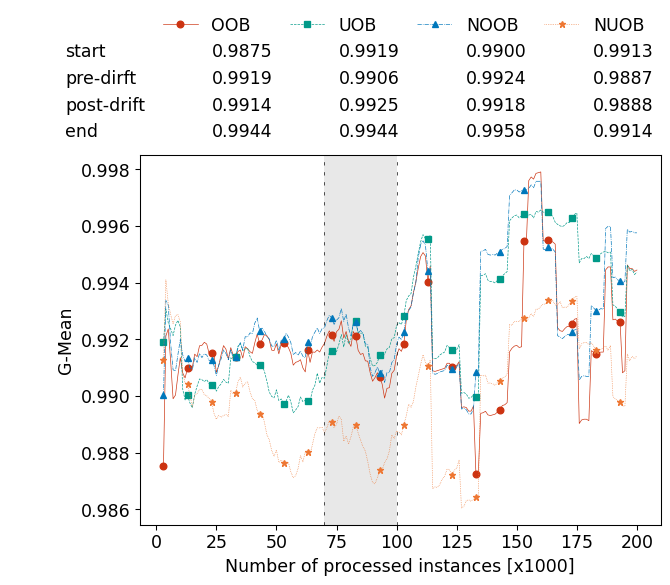 OOB UOB NOOB NUOB
start 0.9875 0.9919 0.9900 0.9913
pre-dirft 0.9919 0.9906 0.9924 0.9887
post-drift 0.9914 0.9925 0.9918 0.9888
end 0.9944 0.9944 0.9958 0.9914
0.998
0.996
0.994
0.992
0.990
0.988
0.986
G-Mean
0 25 50 75 100 125 150 175 200
Number of processed instances [x1000]